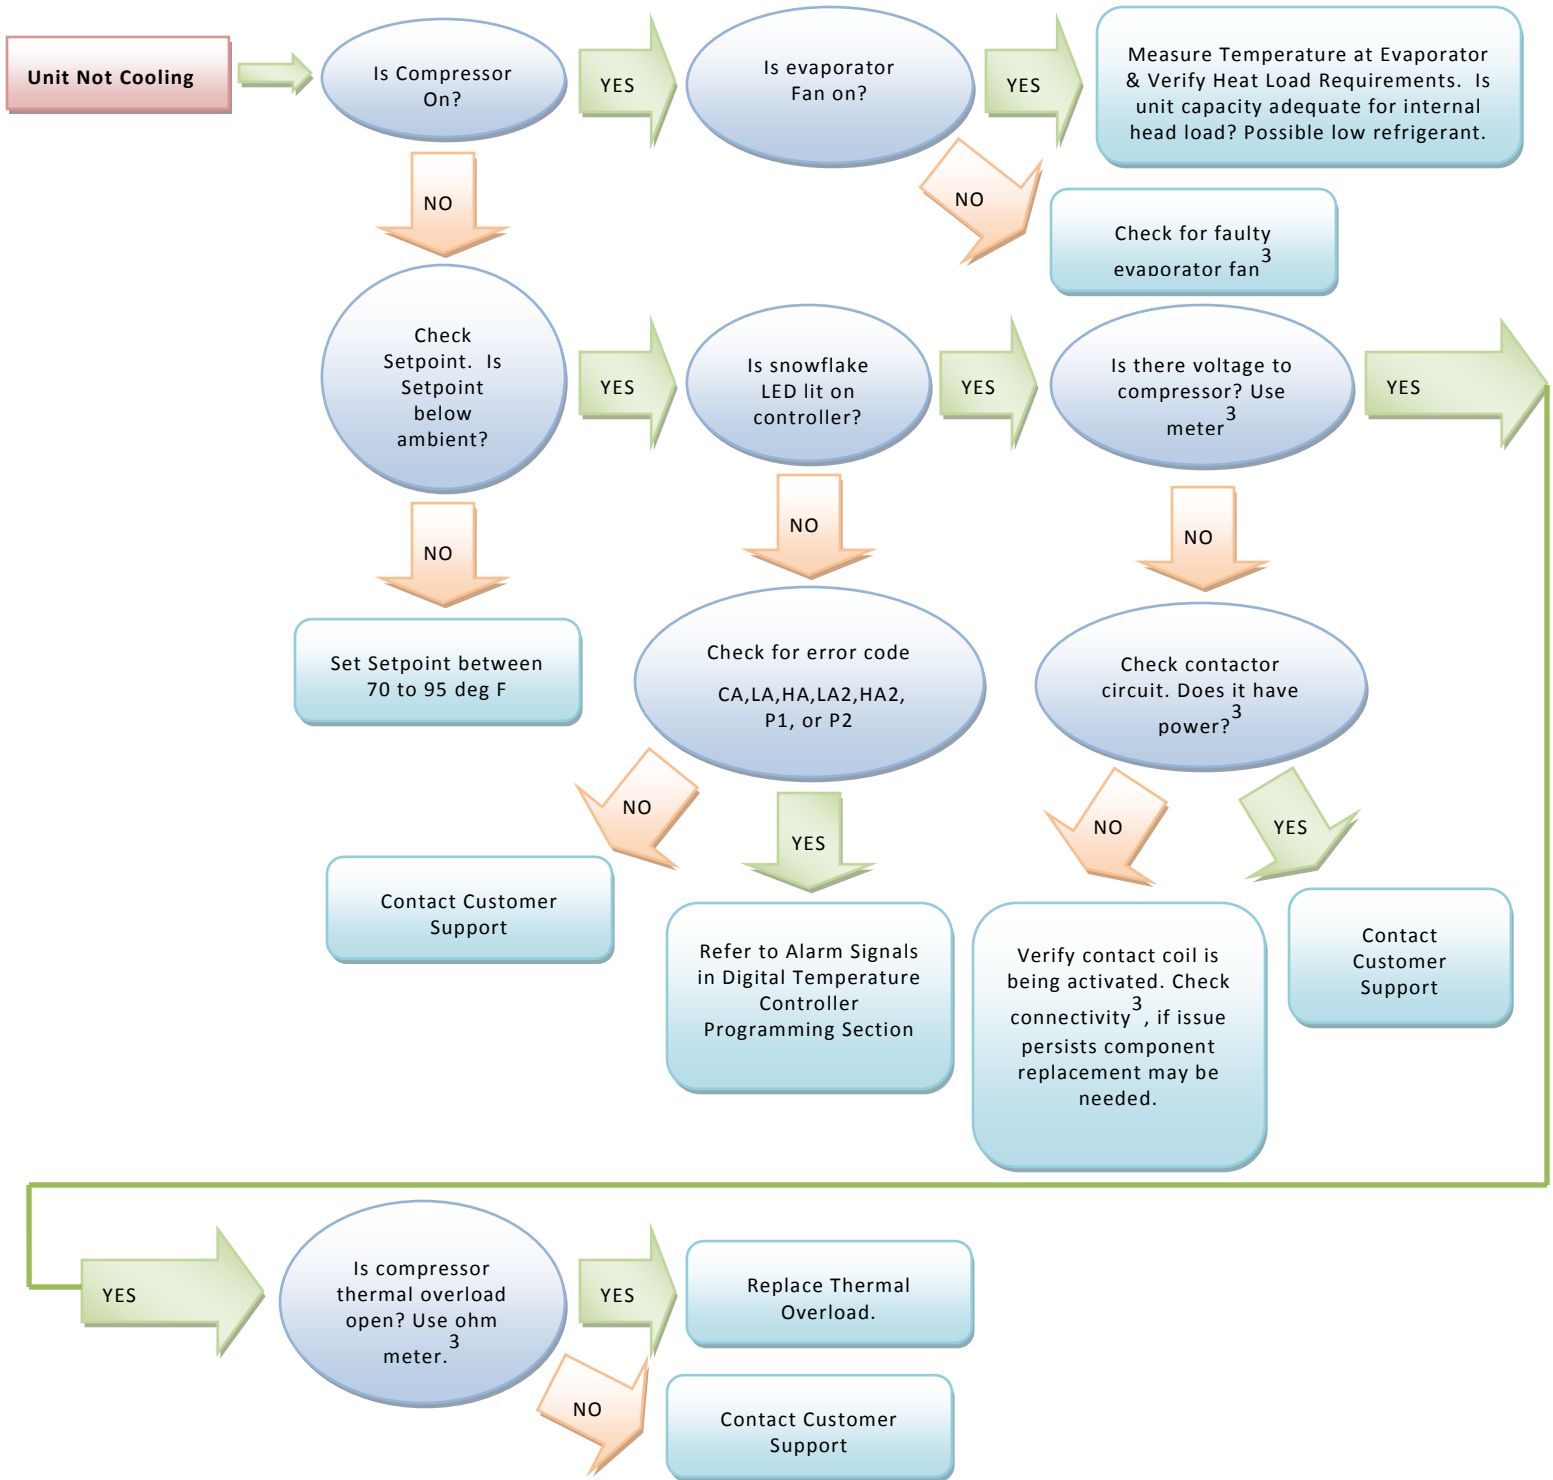 Unit Not Cooling
Is Compressor
On?
YES
Is evaporator
Fan on?
YES
Measure Temperature at Evaporator
& Verify Heat Load Requirements. Is
unit capacity adequate for internal
head load? Possible low refrigerant.
NO
NO
Check for faulty
evaporator fan3
Check
Setpoint. Is
Setpoint
below
ambient?
YES
Is snowflake
LED lit on
controller?
YES
Is there voltage to
compressor? Use
meter3
YES
NO
NO
NO
Set Setpoint between
70 to 95 deg F
Check for error code
CA,LA,HA,LA2,HA2,
P1, or P2
Check contactor
circuit. Does it have
power?3
NO
YES
NO
YES
Contact Customer
Support
Refer to Alarm Signals
in Digital Temperature
Controller
Programming Section
Verify contact coil is
being activated. Check
connectivity3, if issue
persists component
replacement may be
needed.
Contact
Customer
Support
YES
Is compressor
thermal overload
open? Use ohm
meter.3
YES
Replace Thermal
Overload.
NO
Contact Customer
Support